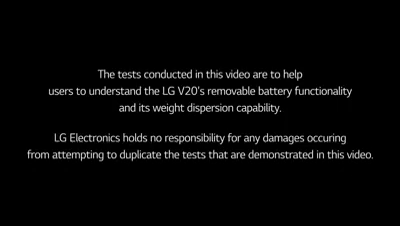 The tests conducted in this video are to help
users to understand the LG V20's removable battery functionality
and its weight dispersion capability.
LG Electronics holds no responsibility for any damages occuring
from attempting to duplicate the tests that are demonstrated in this video.